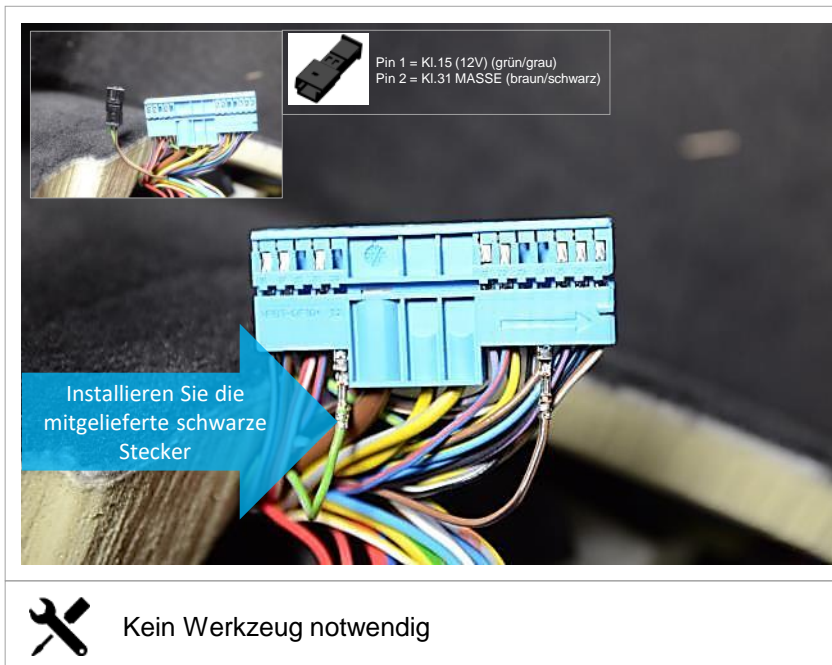 Pin 1 = Kl.15 (12V) (grün/grau)
Pin 2 = Kl.31 MASSE (braun/schwarz)
Installieren Sie die
mitgelieferte schwarze
Stecker
Kein Werkzeug notwendig